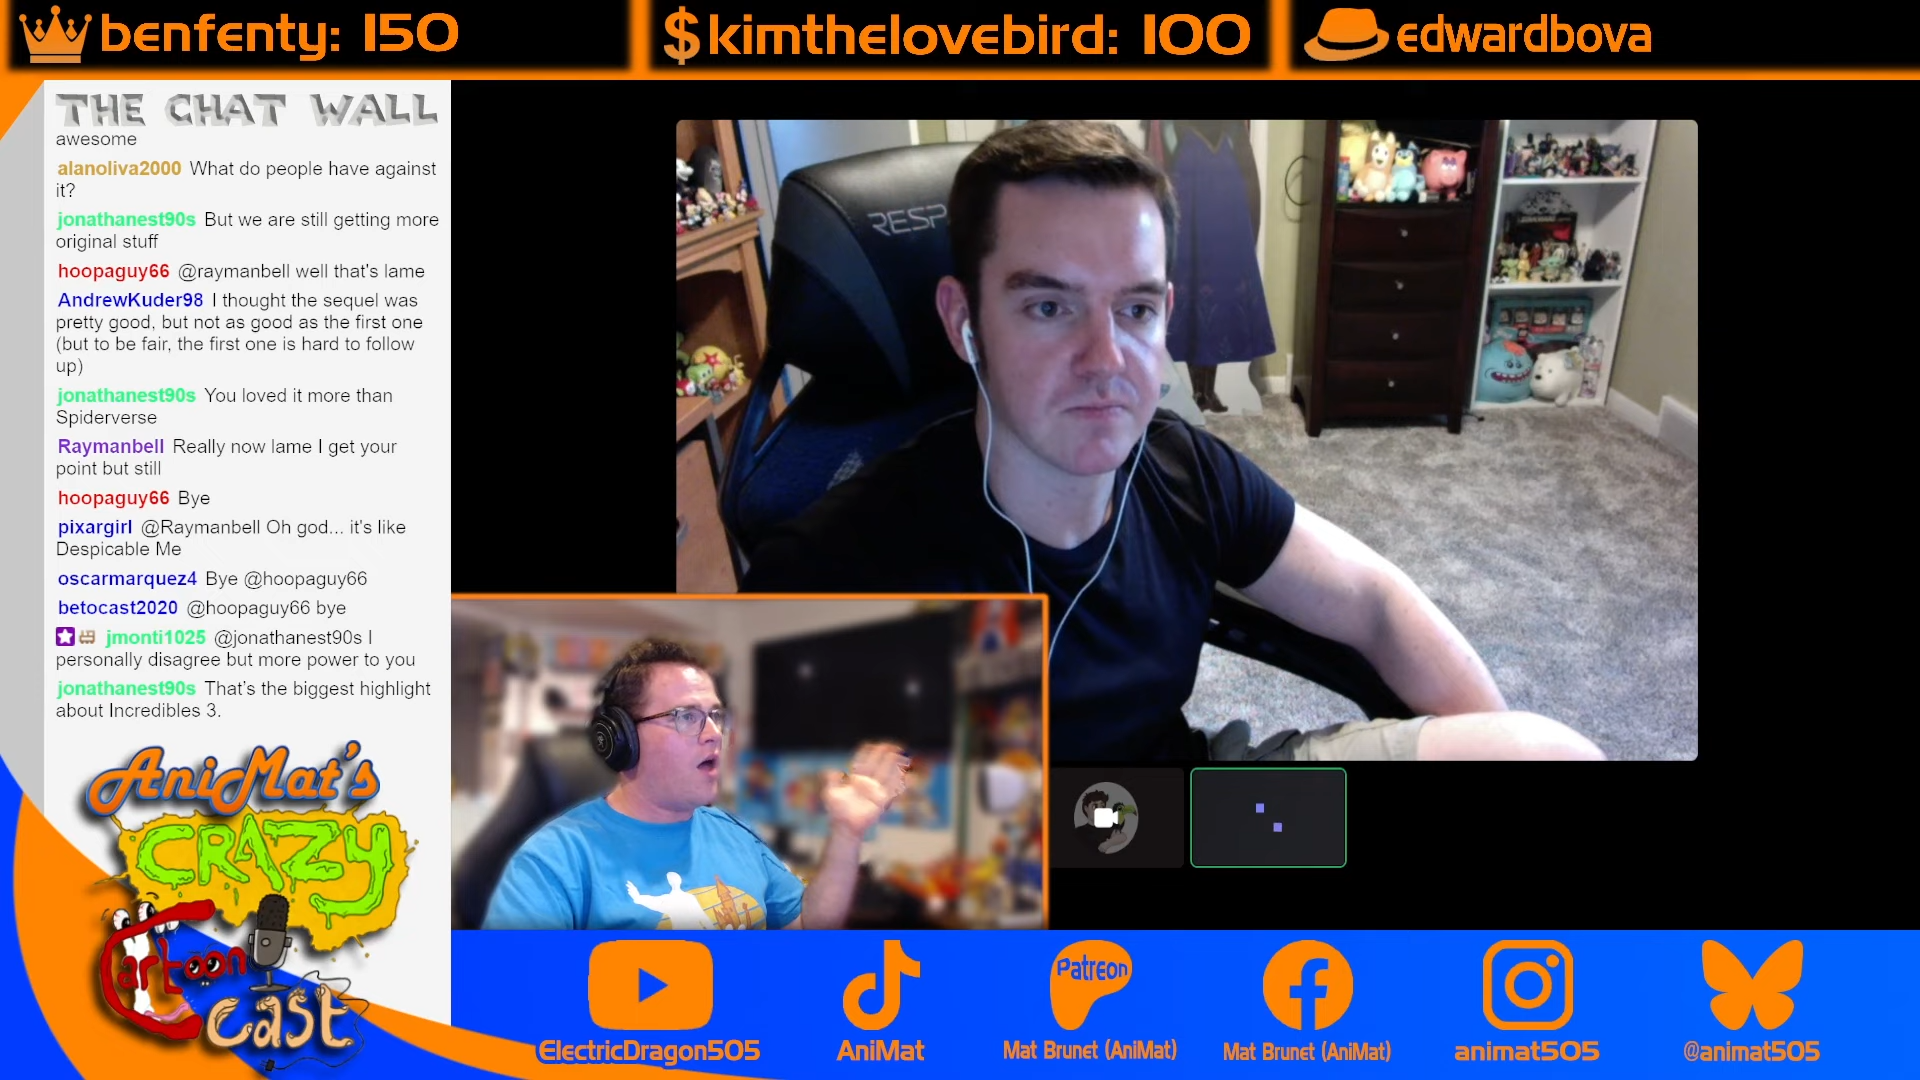 benfenty: 150
$kimthelovebird: 100
edwardbova
THE CHAT WALL
awesome
alanoliva2000 What do people have against
it?
jonathanest90s But we are still getting more
original stuff
hoopaguy66 @raymanbell well that's lame
AndrewKuder98 I thought the sequel was
pretty good, but not as good as the first one
(but to be fair, the first one is hard to follow
up)
jonathanest90s You loved it more than
Spiderverse
Raymanbell Really now lame I get your
point but still
hoopaguy66 Bye
pixargirl @Raymanbell Oh god... it's like
Despicable Me
oscarmarquez4 Bye @hoopaguy66
betocast2020 @hoopaguy66 bye
jmonti1025 @jonathanest90s I
personally disagree but more power to you
jonathanest90s That's the biggest highlight
about Incredibles 3.
RESP
AniMat's
CRAZY
Cartoon
Cast
Patreon
ElectricDragon505
AniMat
Mat Brunet (AniMat)
Mat Brunet (AniMat)
animat505
@animat505